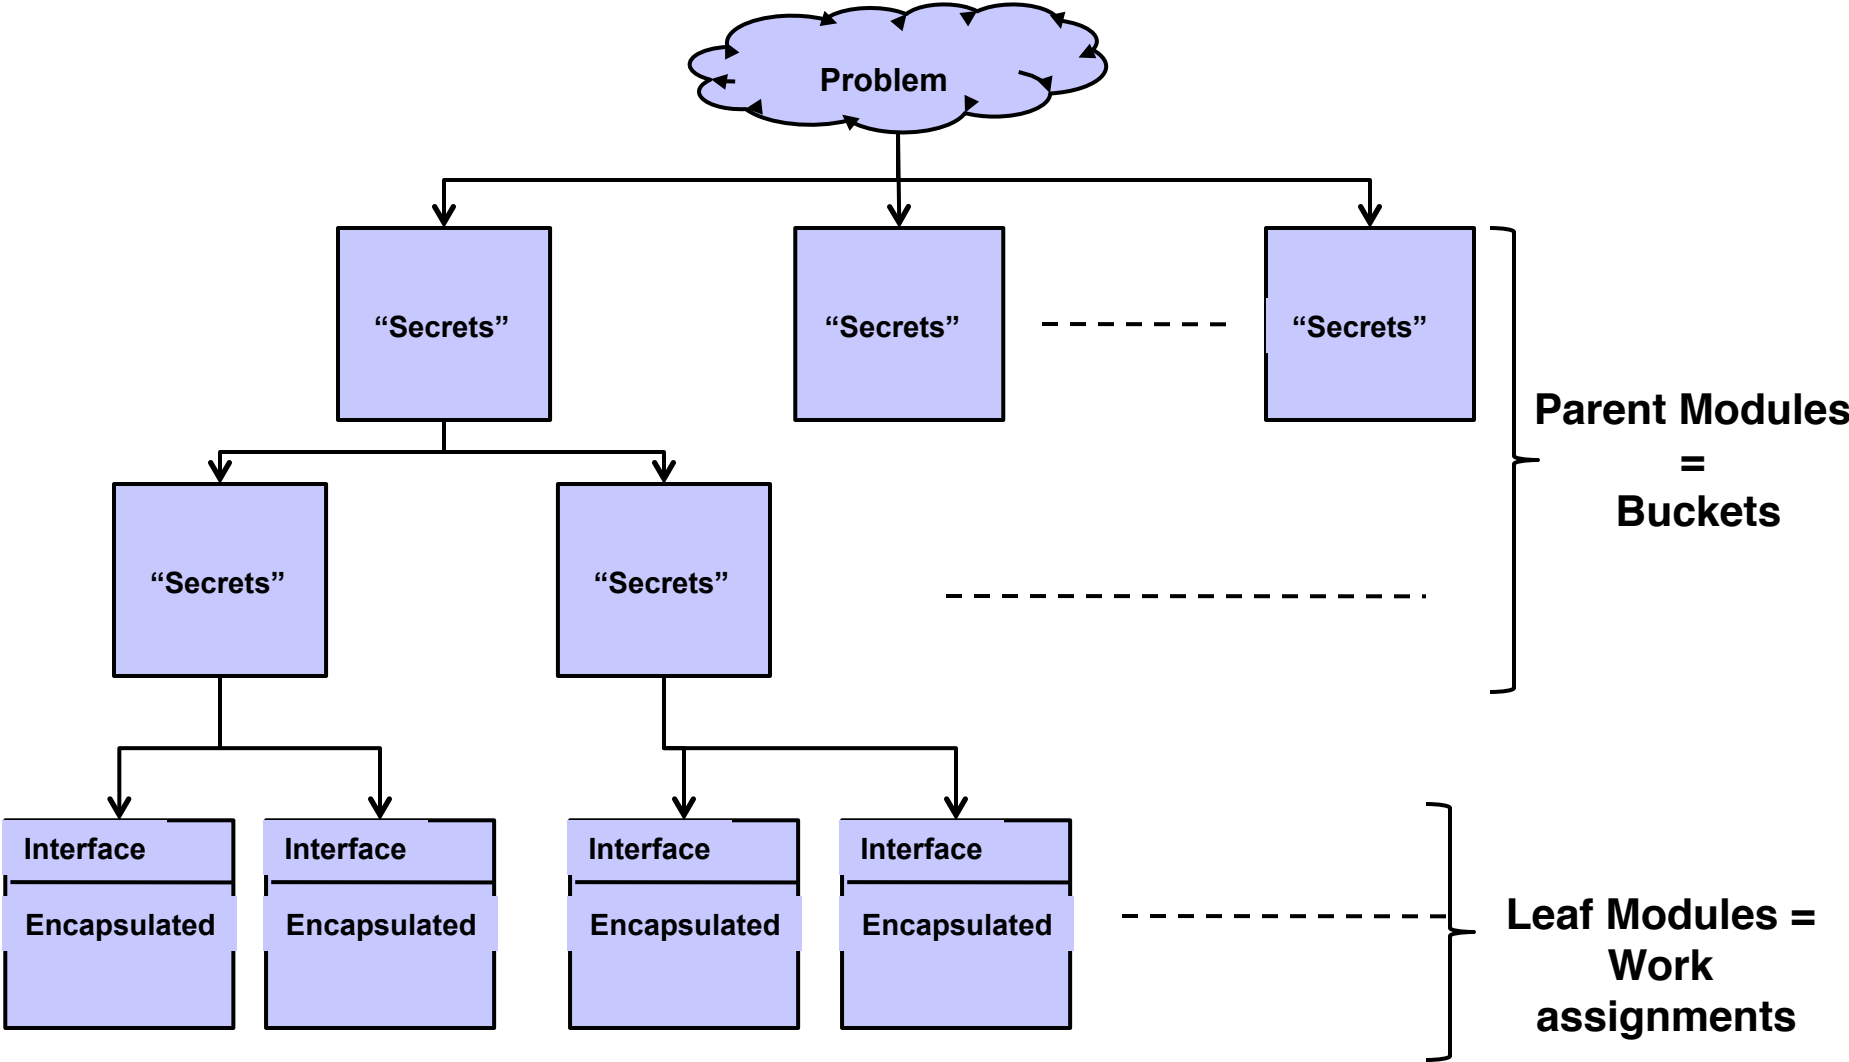 Problem
“Secrets”
“Secrets”
“Secrets”
Parent Modules
=
Buckets
“Secrets”
“Secrets”
Interface
Encapsulated
Interface
Encapsulated
Interface
Encapsulated
Interface
Encapsulated
Leaf Modules =
Work
assignments